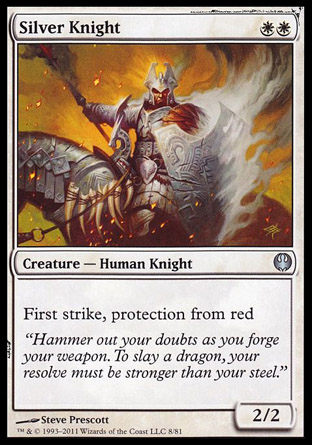 Silver Knight
Creature — Human Knight
First strike, protection from red
“Hammer out your doubts as you forge
your weapon. To slay a dragon, your
resolve must be stronger than your steel.”
Steve Prescott
™ & © 1993–2011 Wizards of the Coast LLC 8/81
2/2